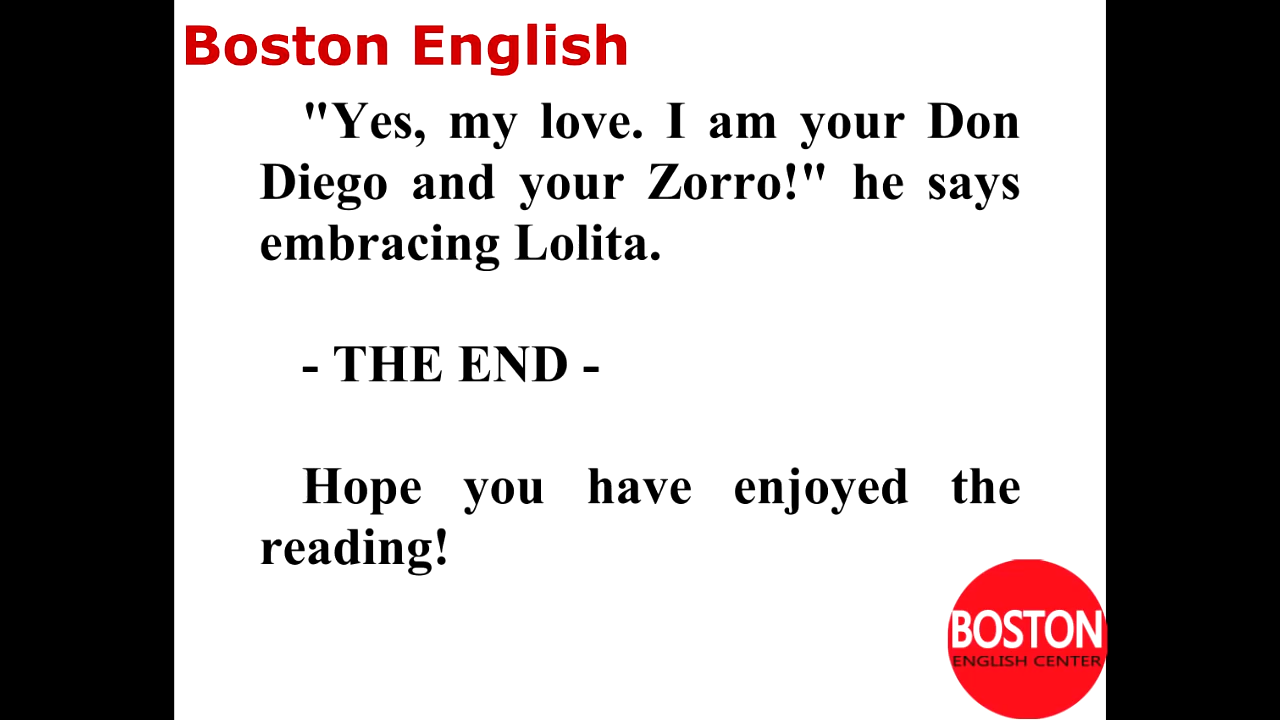 Boston English
"Yes, my love. I am your Don
Diego and your Zorro!" he says
embracing Lolita.
- THE END -
Hope you have enjoyed the
reading!
BOSTON
ENGLISH CENTER